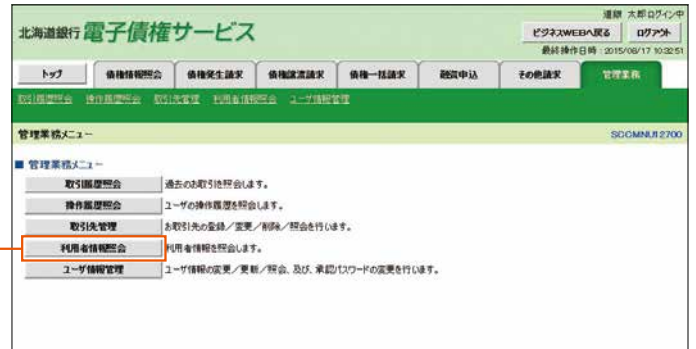 道銀 太郎ログイン中
北海道銀行 電子債権サービス
ビジネスWEBへ戻る ログアウト
最終操作日時:2015/06/17 10:32:51
トップ 債権情報照会 債権発生請求 債権譲渡請求 債権一括請求 融資申込 その他請求 管理業務
取引履歴照会 操作履歴照会 取引先管理 利用者情報照会 ユーザ情報管理
管理業務メニュー SCCMNU12700
■ 管理業務メニュー
取引履歴照会 過去のお取引を照会します。
操作履歴照会 ユーザの操作履歴を照会します。
取引先管理 お取引先の登録/変更/削除/照会を行います。
利用者情報照会 利用者情報を照会します。
ユーザ情報管理 ユーザ情報の変更/更新/照会、及び、承認パスワードの変更を行います。